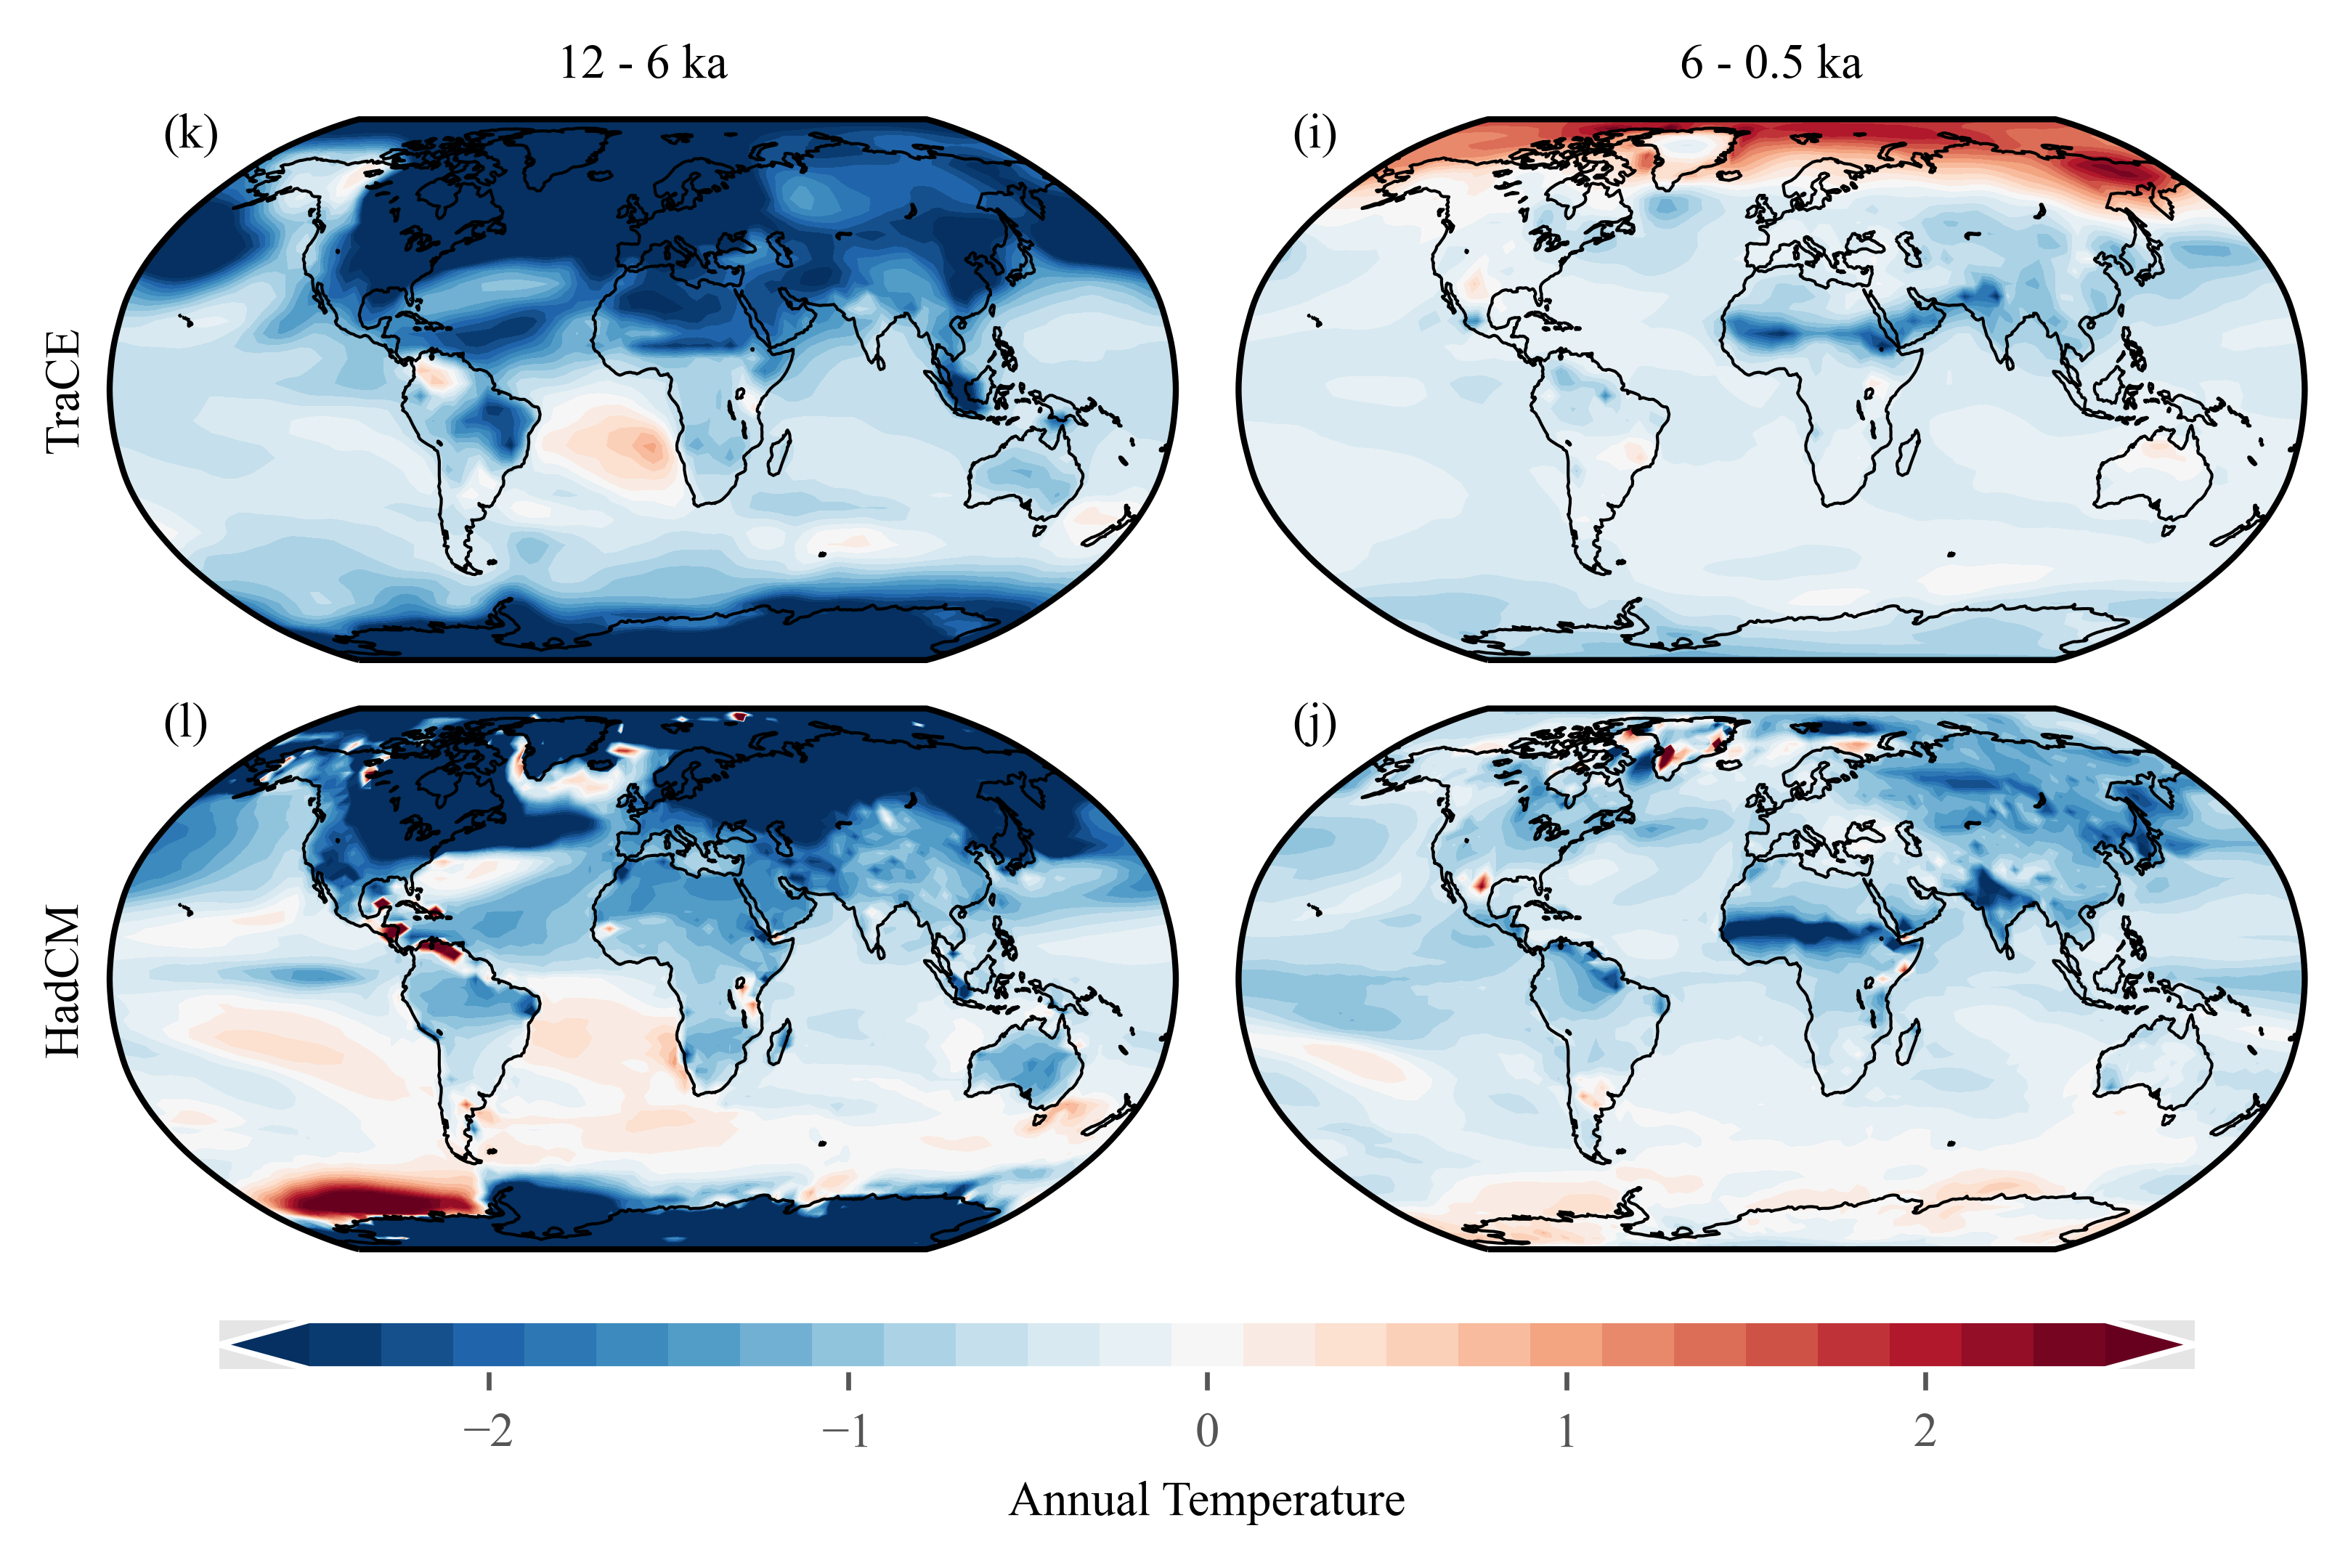 12 - 6 ka
6 - 0.5 ka
(k)
(i)
TraCE
(l)
(j)
HadCM
−2
−1
0
1
2
Annual Temperature